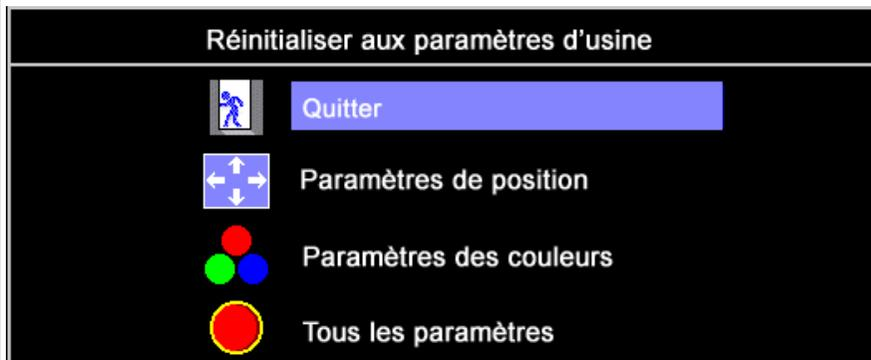 Réinitialiser aux paramètres d’usine
Quitter
Paramètres de position
Paramètres des couleurs
Tous les paramètres